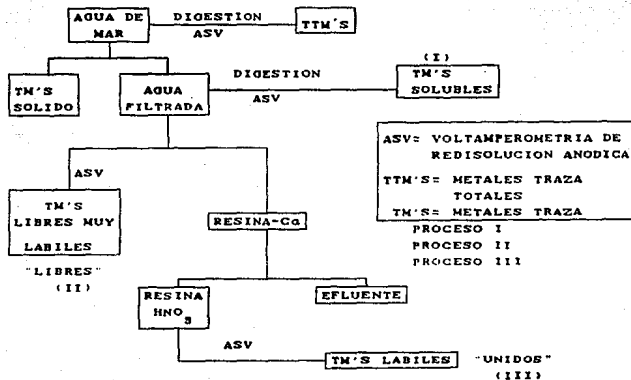 AGUA DE MAR
DIGESTION
ASV
TTM'S
TM'S SOLIDO
AGUA FILTRADA
DIGESTION
ASV
(I)
TM'S SOLUBLES
ASV= VOLTAMPEROMETRIA DE
REDISOLUCION ANODICA
TTM'S= METALES TRAZA
TOTALES
TM'S= METALES TRAZA
PROCESO I
PROCESO II
PROCESO III
ASV
TM'S
LIBRES MUY
LABILES
"LIBRES"
(II)
RESINA-Ca
RESINA
HNO3
EFLUENTE
ASV
TM'S LABILES
"UNIDOS"
(III)